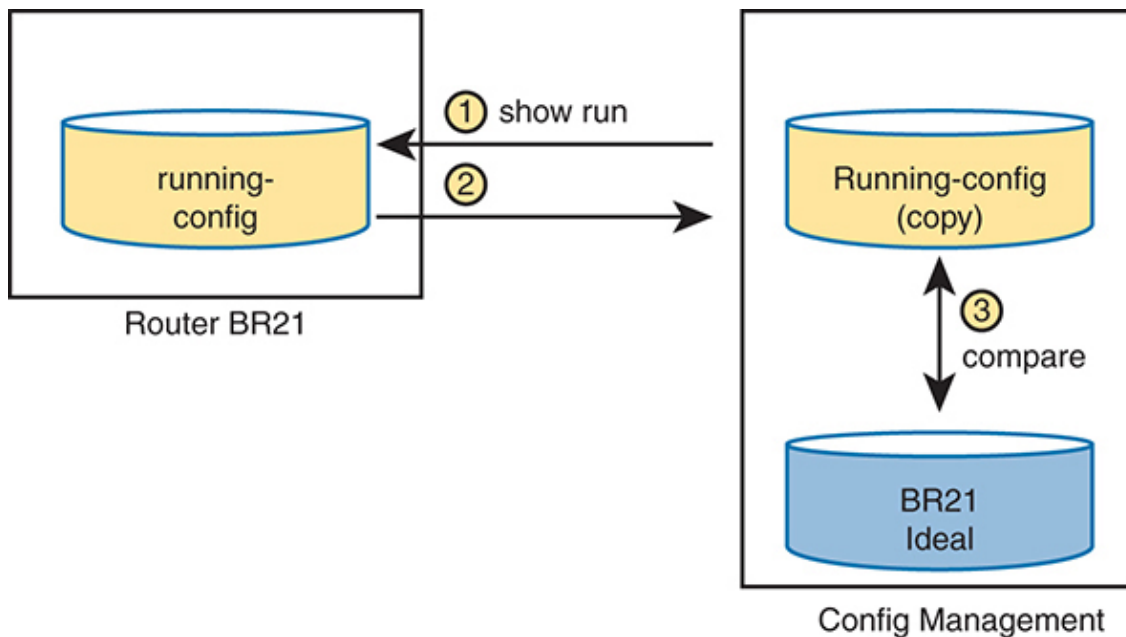 1 show run
2
running-
config
Router BR21
Running-config
(copy)
3
compare
BR21
Ideal
Config Management